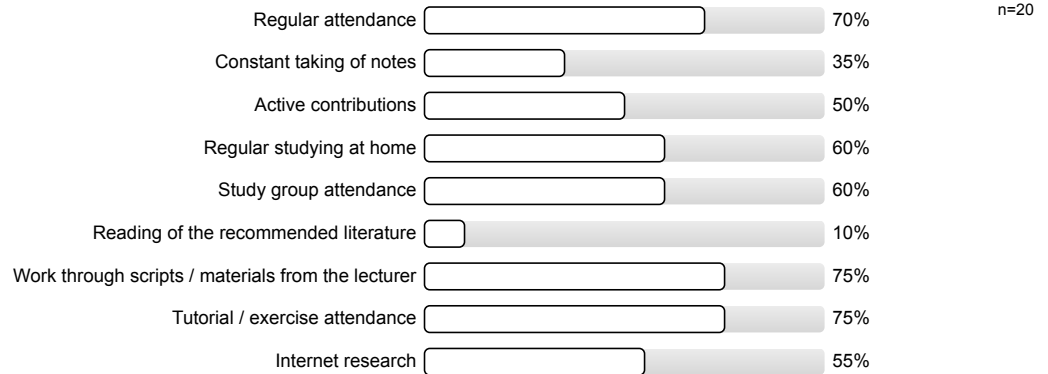 Regular attendance 70% n=20
Constant taking of notes 35%
Active contributions 50%
Regular studying at home 60%
Study group attendance 60%
Reading of the recommended literature 10%
Work through scripts / materials from the lecturer 75%
Tutorial / exercise attendance 75%
Internet research 55%